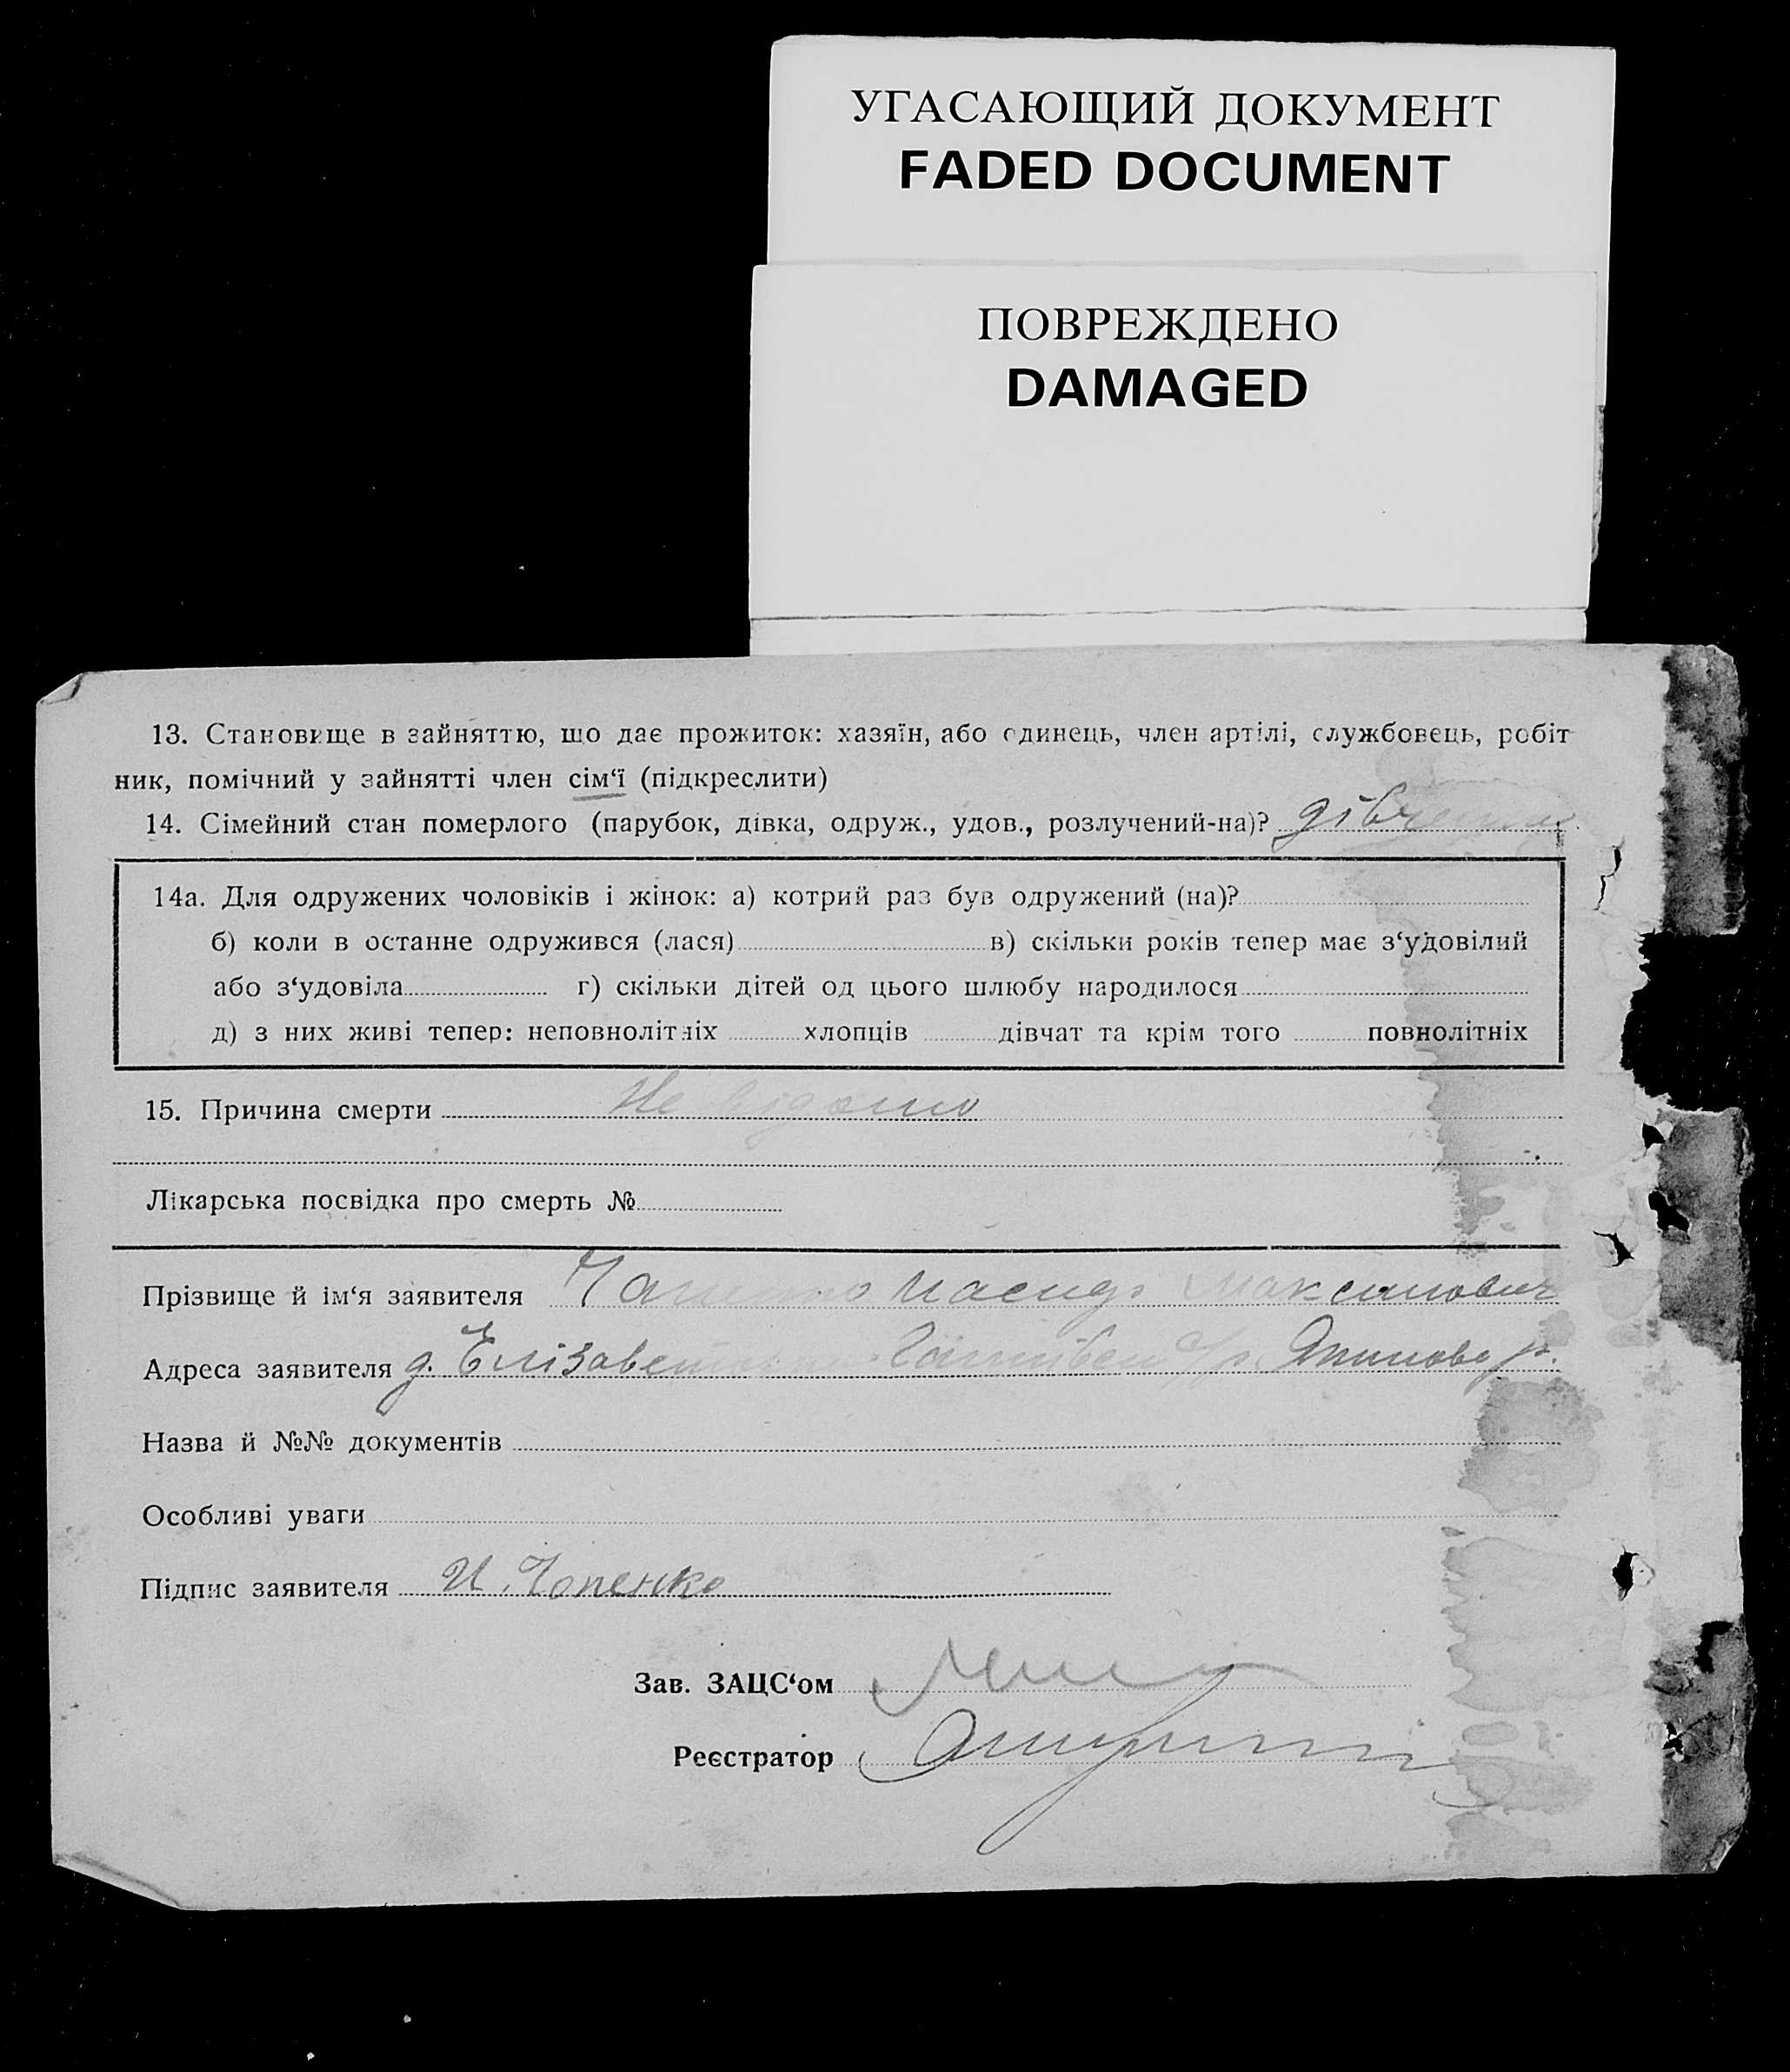 УГАСАЮЩИЙ ДОКУМЕНТ
FADED DOCUMENT
ПОВРЕЖДЕНО
DAMAGED
13. Становище в зайняттю, що дає прожиток: хазяїн, або одинець, член артілі, службовець, робіт-
ник, помічний у зайнятті член сім‘ї (підкреслити)
14. Сімейний стан померлого (парубок, дівка, одруж., удов., розлучений-на)?
14а. Для одружених чоловіків і жінок: а) котрий раз був одружений (на)?
б) коли в останне одружився (лася) в) скільки років тепер має з‘удовілий
або з‘удовіла г) скільки дітей од цього шлюбу народилося
д) з них живі тепер: неповнолітніх хлопців дівчат та крім того повнолітніх
15. Причина смерти Не відомо
Лікарська посвідка про смерть №
Прізвище й ім‘я заявителя Максимович
Адреса заявителя д.
Назва й №№ документів
Особливі уваги
Підпис заявителя И. Чопенко
Зав. ЗАЦС‘ом
Реєстратор